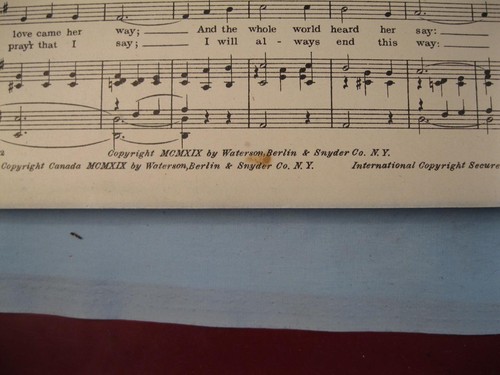 love came her way; And the whole world heard her say:
pray'r that I say; I will al - ways end this way:
Copyright MCMXIX by Waterson, Berlin & Snyder Co. N.Y.
Copyright Canada MCMXIX by Waterson, Berlin & Snyder Co. N.Y. International Copyright Secure